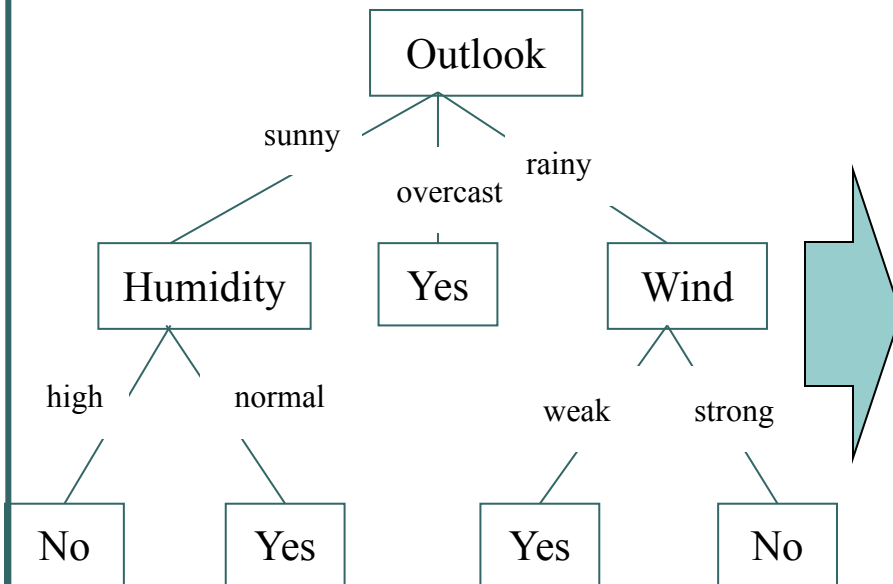 Outlook
sunny
overcast
rainy
Humidity
Yes
Wind
high
normal
weak
strong
No
Yes
Yes
No